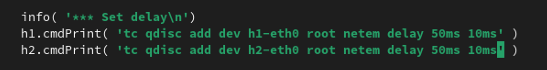 info( '*** Set delay\n')
h1.cmdPrint( 'tc qdisc add dev h1-eth0 root netem delay 50ms 10ms' )
h2.cmdPrint( 'tc qdisc add dev h2-eth0 root netem delay 50ms 10ms' )